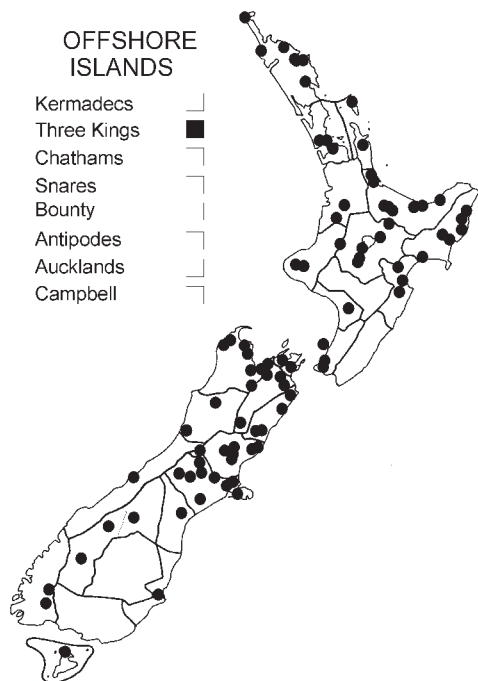 OFFSHORE
ISLANDS
Kermadecs
Three Kings
Chathams
Snares
Bounty
Antipodes
Aucklands
Campbell